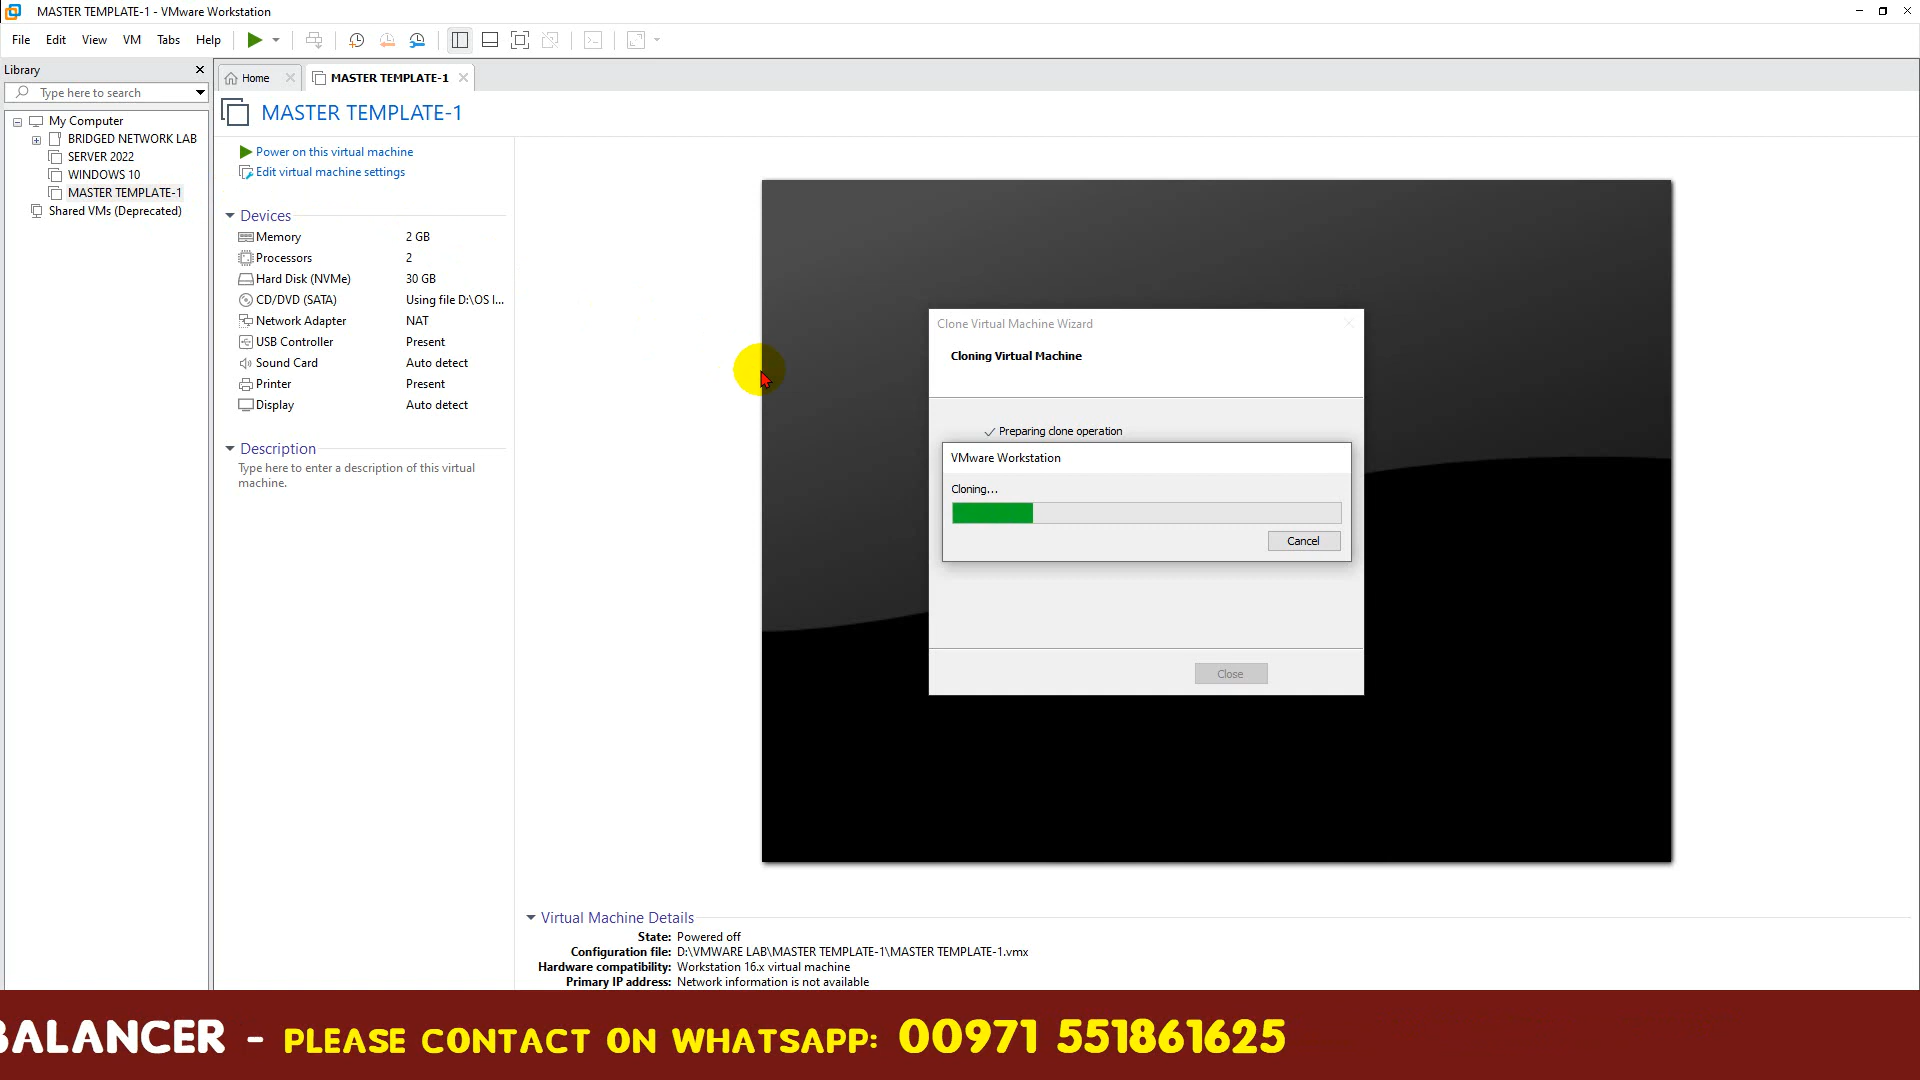 MASTER TEMPLATE-1 - VMware Workstation
File Edit View VM Tabs Help
Library
Home
MASTER TEMPLATE-1
Type here to search
MASTER TEMPLATE-1
My Computer
BRIDGED NETWORK LAB
SERVER 2022
WINDOWS 10
MASTER TEMPLATE-1
Shared VMs (Deprecated)
Power on this virtual machine
Edit virtual machine settings
Devices
Memory 2 GB
Processors 2
Hard Disk (NVMe) 30 GB
CD/DVD (SATA) Using file D:\OS I...
Network Adapter NAT
USB Controller Present
Sound Card Auto detect
Printer Present
Display Auto detect
Description
Type here to enter a description of this virtual
machine.
Clone Virtual Machine Wizard
Cloning Virtual Machine
Preparing clone operation
VMware Workstation
Cloning...
Cancel
Close
Virtual Machine Details
State: Powered off
Configuration file: D:\VMWARE LAB\MASTER TEMPLATE-1\MASTER TEMPLATE-1.vmx
Hardware compatibility: Workstation 16.x virtual machine
Primary IP address: Network information is not available
BALANCER - PLEASE CONTACT ON WHATSAPP: 00971 551861625